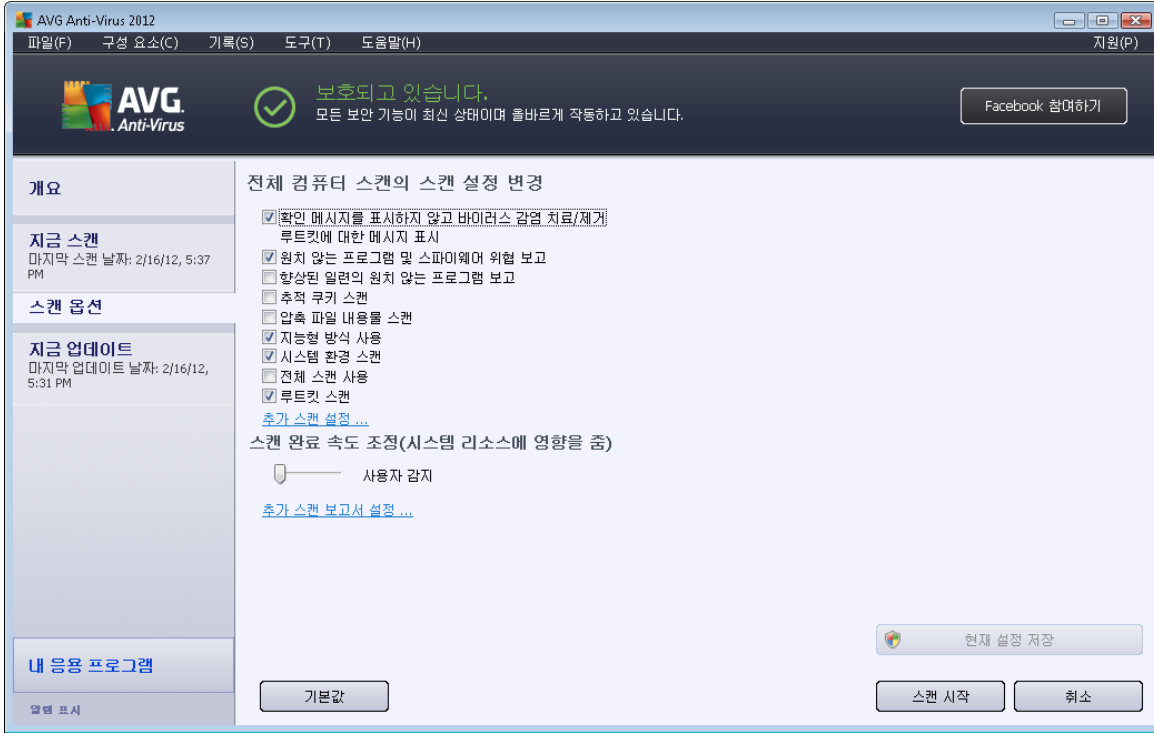 AVG Anti-Virus 2012
파일(F) 구성 요소(C) 기록(S) 도구(T) 도움말(H) 지원(P)
AVG.
Anti-Virus
보호되고 있습니다.
모든 보안 기능이 최신 상태이며 올바르게 작동하고 있습니다.
Facebook 참여하기
개요
지금 스캔
마지막 스캔 날짜: 2/16/12, 5:37
PM
스캔 옵션
지금 업데이트
마지막 업데이트 날짜: 2/16/12,
5:31 PM
내 응용 프로그램
알림 표시
전체 컴퓨터 스캔의 스캔 설정 변경
확인 메시지를 표시하지 않고 바이러스 감염 치료/제거
루트킷에 대한 메시지 표시
원치 않는 프로그램 및 스파이웨어 위협 보고
향상된 일련의 원치 않는 프로그램 보고
추적 쿠키 스캔
압축 파일 내용물 스캔
지능형 방식 사용
시스템 환경 스캔
전체 스캔 사용
루트킷 스캔
추가 스캔 설정 ...
스캔 완료 속도 조정(시스템 리소스에 영향을 줌)
사용자 감지
추가 스캔 보고서 설정 ...
현재 설정 저장
기본값
스캔 시작
취소